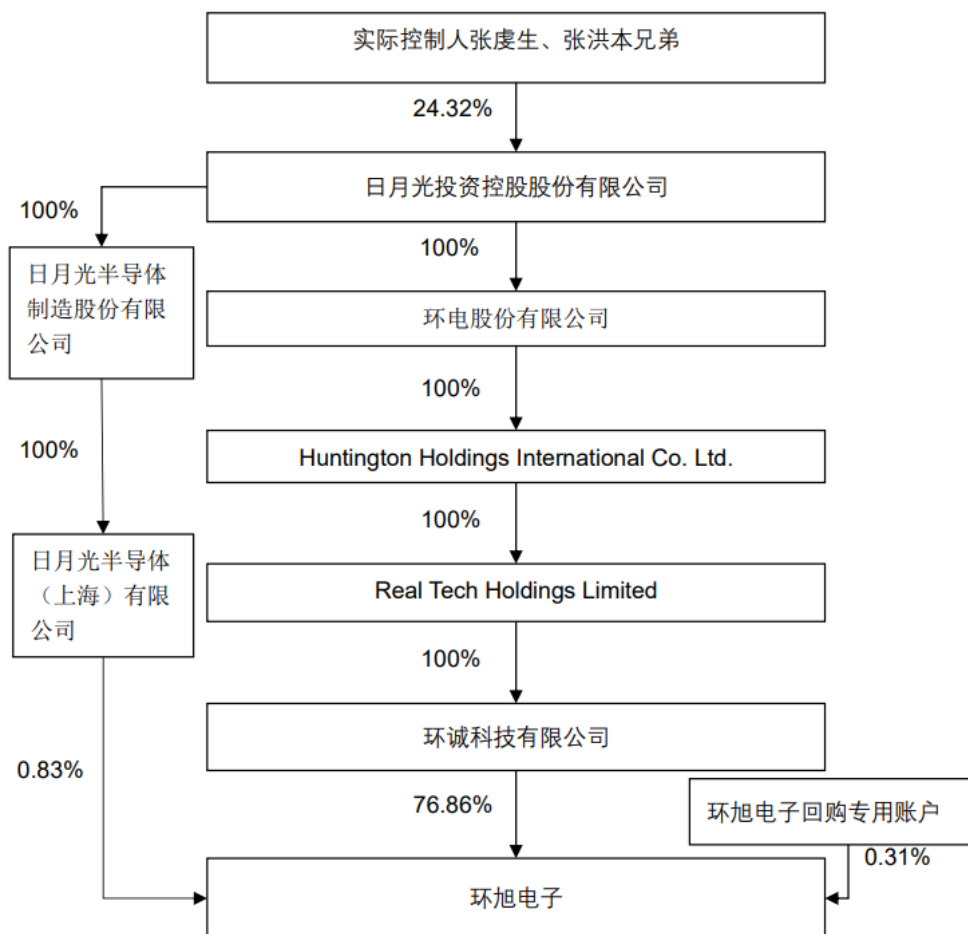 实际控制人张虔生、张洪本兄弟
24.32%
日月光投资控股股份有限公司
100%
100%
日月光半导体
制造股份有限
公司
环电股份有限公司
100%
100%
Huntington Holdings International Co. Ltd.
100%
日月光半导体
（上海）有限
公司
Real Tech Holdings Limited
100%
环诚科技有限公司
0.83%
76.86%
环旭电子回购专用账户
0.31%
环旭电子